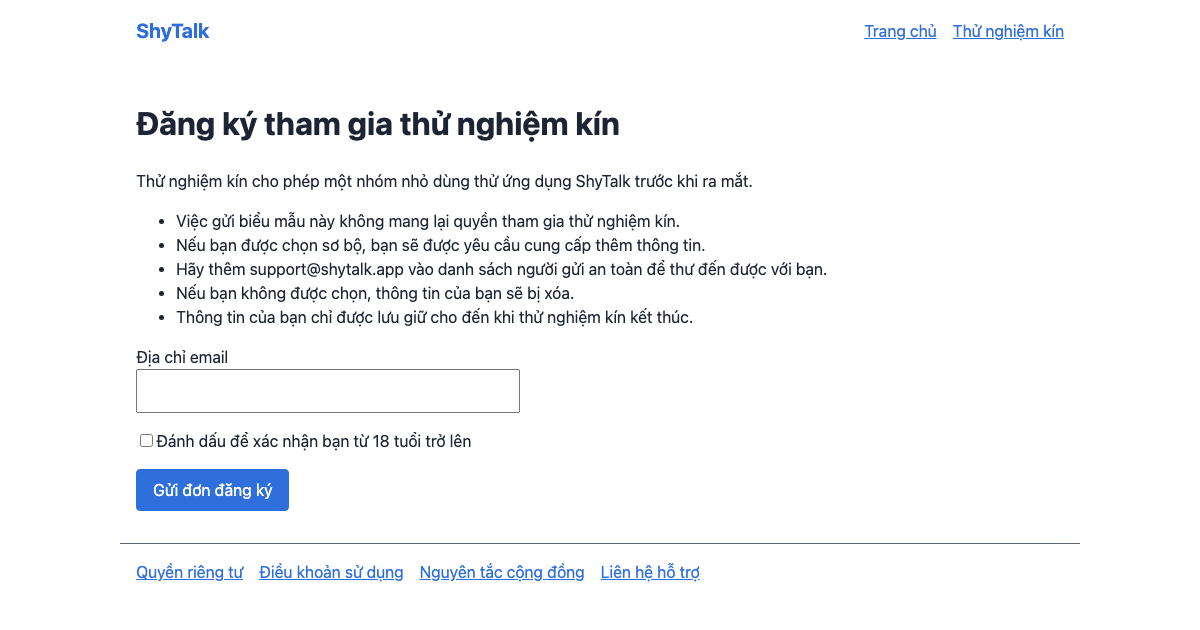 ShyTalk
Trang chủ
Thử nghiệm kín
Đăng ký tham gia thử nghiệm kín
Thử nghiệm kín cho phép một nhóm nhỏ dùng thử ứng dụng ShyTalk trước khi ra mắt.
Việc gửi biểu mẫu này không mang lại quyền tham gia thử nghiệm kín.
Nếu bạn được chọn sơ bộ, bạn sẽ được yêu cầu cung cấp thêm thông tin.
Hãy thêm support@shytalk.app vào danh sách người gửi an toàn để thư đến được với bạn.
Nếu bạn không được chọn, thông tin của bạn sẽ bị xóa.
Thông tin của bạn chỉ được lưu giữ cho đến khi thử nghiệm kín kết thúc.
Địa chỉ email
Đánh dấu để xác nhận bạn từ 18 tuổi trở lên
Gửi đơn đăng ký
Quyền riêng tư
Điều khoản sử dụng
Nguyên tắc cộng đồng
Liên hệ hỗ trợ